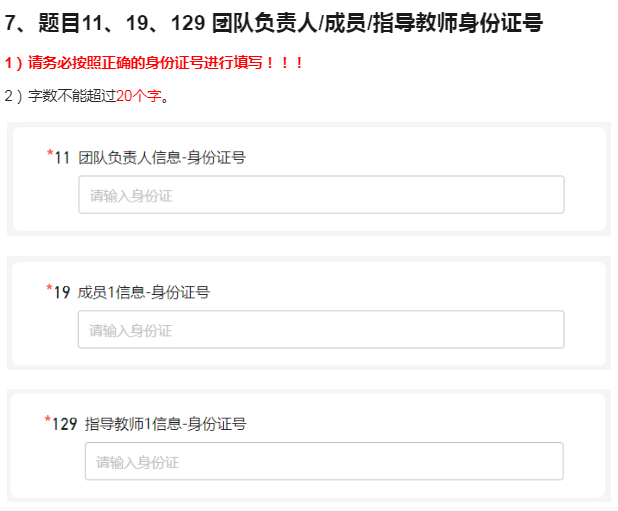 7、题目11、19、129 团队负责人/成员/指导教师身份证号
1）请务必按照正确的身份证号进行填写！！！
2）字数不能超过20个字。
*11 团队负责人信息-身份证号
请输入身份证
*19 成员1信息-身份证号
请输入身份证
*129 指导教师1信息-身份证号
请输入身份证